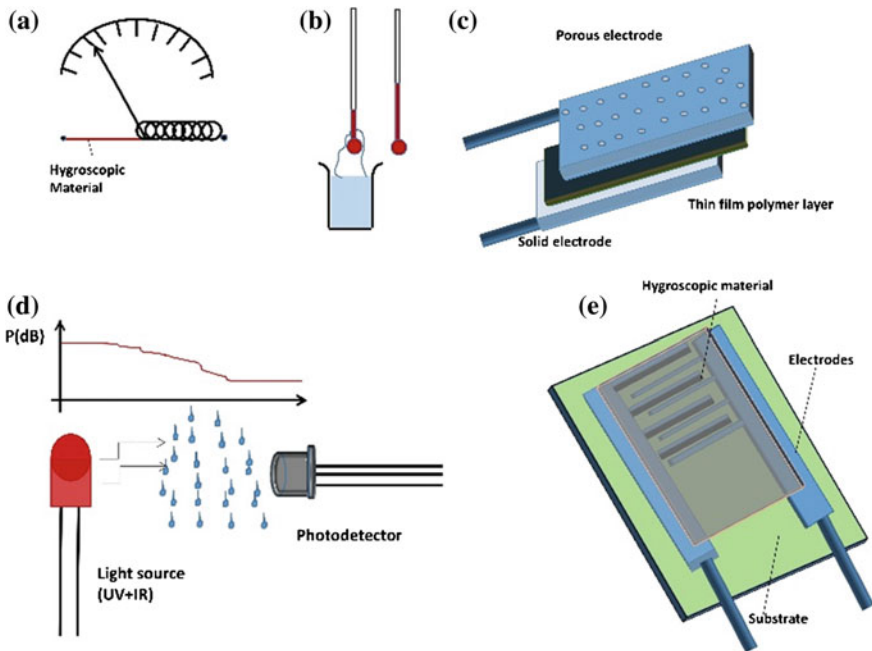 (a)
Hygroscopic
Material
(b)
(c)
Porous electrode
Thin film polymer layer
Solid electrode
(d)
P(dB)
Light source
(UV+IR)
Photodetector
(e)
Hygroscopic material
Electrodes
Substrate